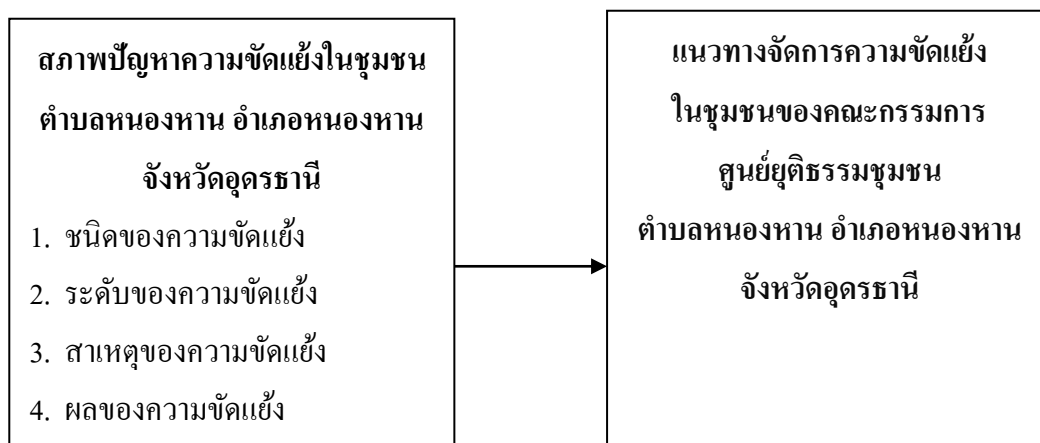 สภาพปัญหาความขัดแย้งในชุมชน
ตำบลหนองหาน อำเภอหนองหาน
จังหวัดอุดรธานี
1. ชนิดของความขัดแย้ง
2. ระดับของความขัดแย้ง
3. สาเหตุของความขัดแย้ง
4. ผลของความขัดแย้ง
แนวทางจัดการความขัดแย้ง
ในชุมชนของคณะกรรมการ
ศูนย์ยุติธรรมชุมชน
ตำบลหนองหาน อำเภอหนองหาน
จังหวัดอุดรธานี